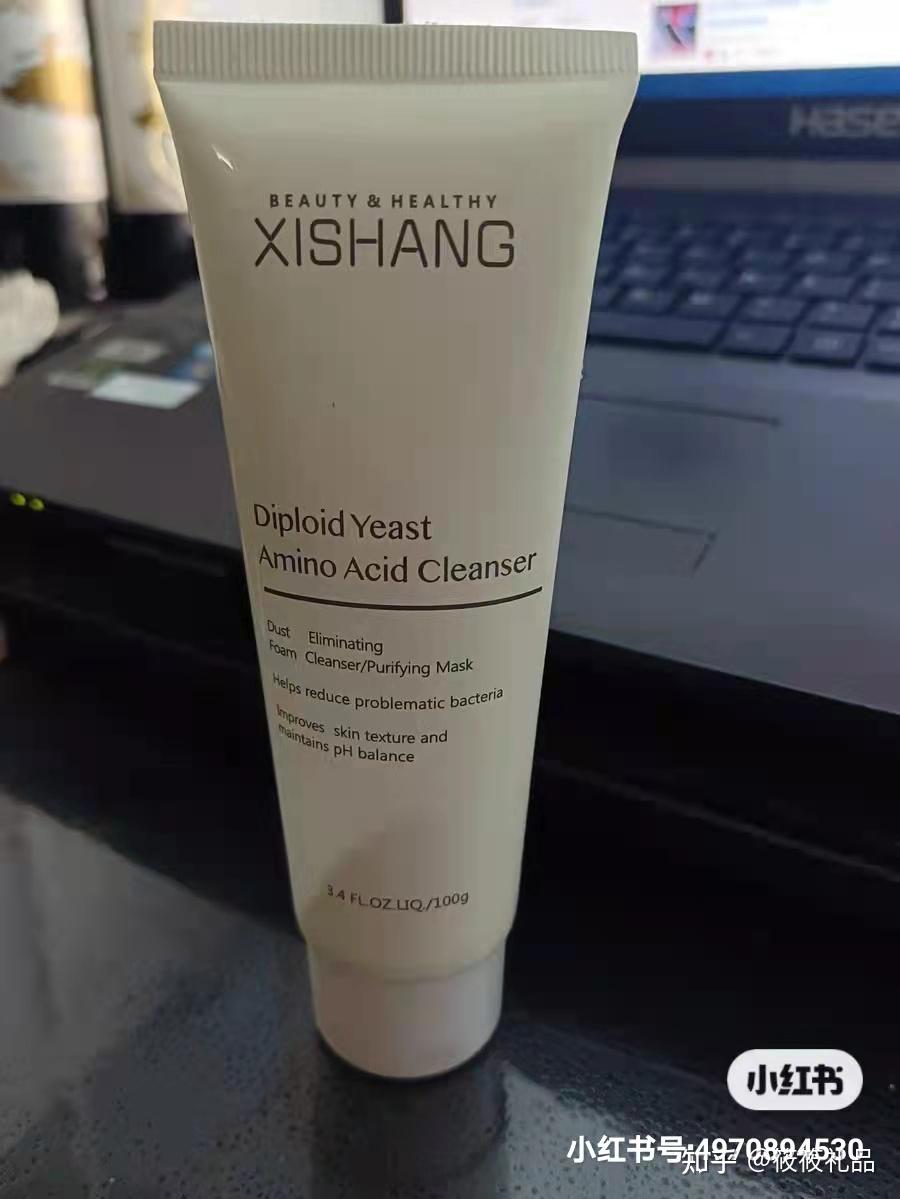 Hase
BEAUTY & HEALTHY
XISHANG
Diploid Yeast
Amino Acid Cleanser
Dust Eliminating
Foam Cleanser/Purifying Mask
Helps reduce problematic bacteria
Improves skin texture and
maintains pH balance
3.4 FL.OZ.LIQ./100g
小红书
小红书号:4970894530
知乎 @筱筱礼品